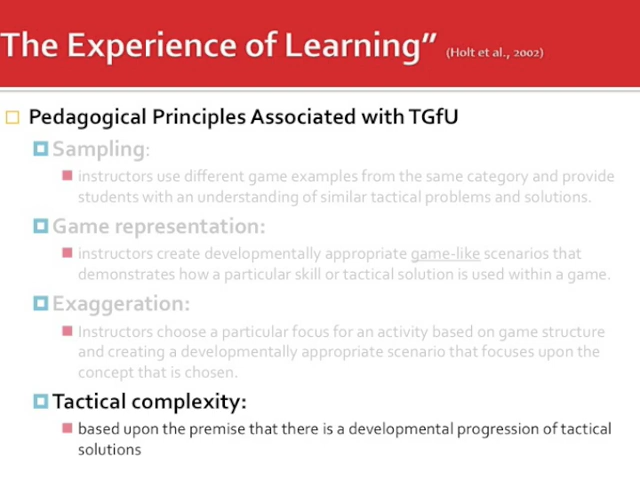 The Experience of Learning” (Holt et al., 2002)
Pedagogical Principles Associated with TGfU
Sampling:
instructors use different game examples from the same category and provide
students with an understanding of similar tactical problems and solutions.
Game representation:
instructors create developmentally appropriate game-like scenarios that
demonstrates how a particular skill or tactical solution is used within a game.
Exaggeration:
Instructors choose a particular focus for an activity based on game structure
and creating a developmentally appropriate scenario that focuses upon the
concept that is chosen.
Tactical complexity:
based upon the premise that there is a developmental progression of tactical
solutions